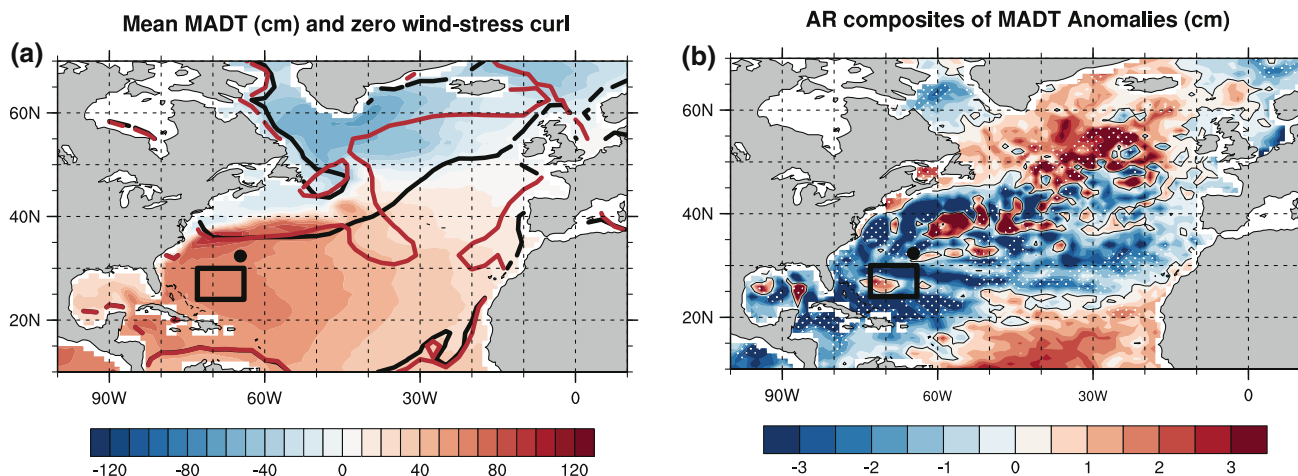 Mean MADT (cm) and zero wind-stress curl
(a)
60N
40N
20N
90W 60W 30W 0
-120 -80 -40 0 40 80 120
AR composites of MADT Anomalies (cm)
(b)
60N
40N
20N
90W 60W 30W 0
-3 -2 -1 0 1 2 3